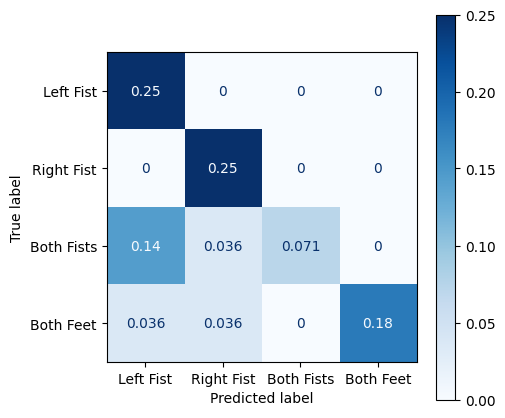 0.25
Left Fist 0.25 0 0 0
0.20
Right Fist 0 0.25 0 0
0.15
True label
Both Fists 0.14 0.036 0.071 0
0.10
Both Feet 0.036 0.036 0 0.18
0.05
Left Fist Right Fist Both Fists Both Feet
0.00
Predicted label